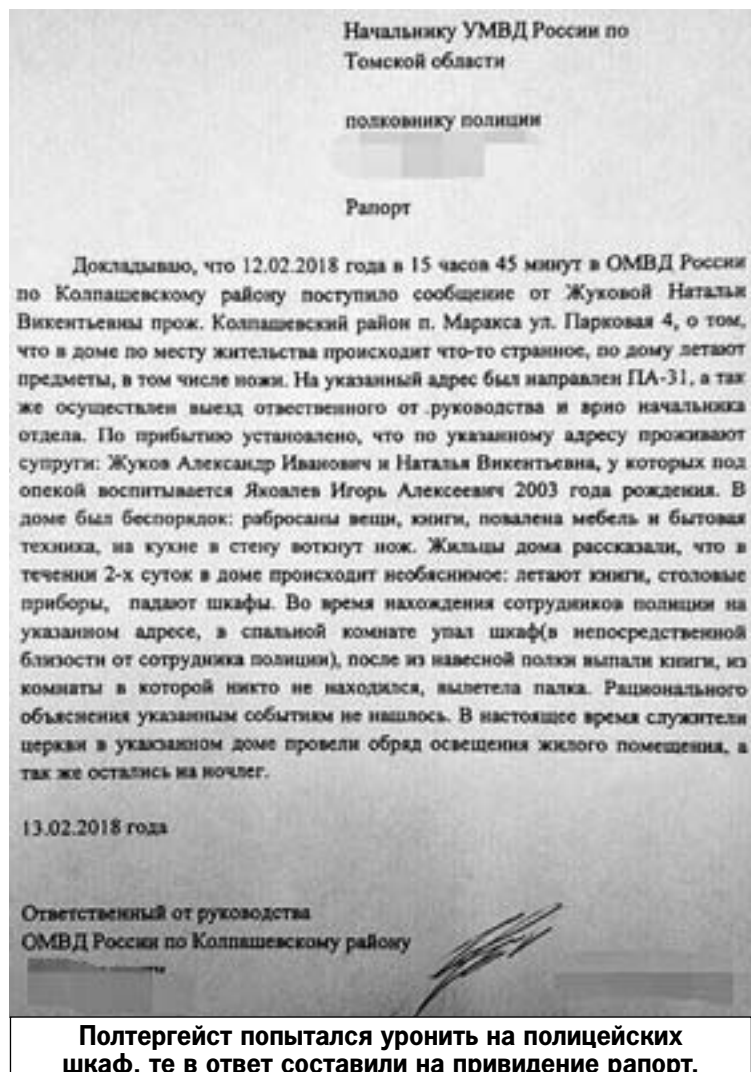 Начальнику УМВД России по
Томской области
полковнику полиции
Рапорт
Докладываю, что 12.02.2018 года в 15 часов 45 минут в ОМВД России
по Колпашевскому району поступило сообщение от Жуковой Натальи
Викентьевны прож. Колпашевский район п. Маракса ул. Парковая 4, о том,
что в доме по месту жительства происходит что-то странное, по дому летают
предметы, в том числе ножи. На указанный адрес был направлен ПА-31, а так
же осуществлен выезд отвественного от руководства и врио начальника
отдела. По прибытию установлено, что по указанному адресу проживают
супруги: Жуков Александр Иванович и Наталья Викентьевна, у которых под
опекой воспитывается Яковлев Игорь Алексеевич 2003 года рождения. В
доме был беспорядок: рабросаны вещи, книги, повалена мебель и бытовая
техника, на кухне в стену воткнут нож. Жильцы дома рассказали, что в
течении 2-х суток в доме происходит необяснимое: летают книги, столовые
приборы, падают шкафы. Во время нахождения сотрудников полиции на
указанном адресе, в спальной комнате упал шкаф(в непосредственной
близости от сотрудника полиции), после из навесной полки выпали книги, из
комнаты в которой никто не находился, вылетела палка. Рационального
объяснения указанным событиям не нашлось. В настоящее время служители
церкви в укаказанном доме провели обряд освещения жилого помещения, а
так же остались на ночлег.
13.02.2018 года
Ответственный от руководства
ОМВД России по Колпашевскому району
Полтергейст попытался уронить на полицейских
шкаф, те в ответ составили на привидение рапорт.